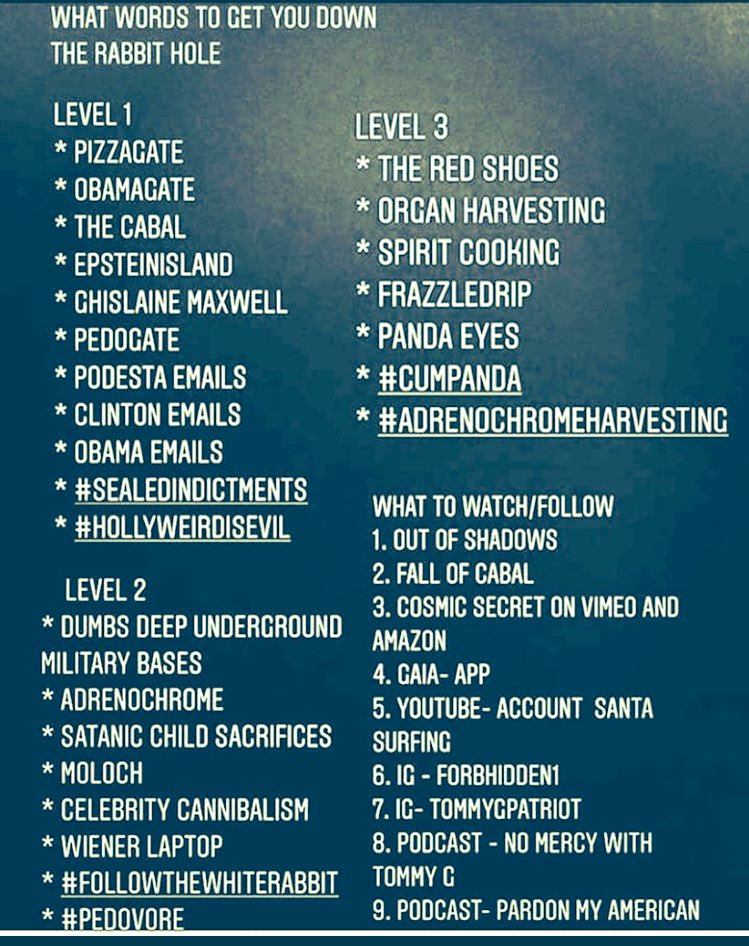 WHAT WORDS TO GET YOU DOWN
THE RABBIT HOLE
LEVEL 1
* PIZZAGATE
* OBAMAGATE
* THE CABAL
* EPSTEINISLAND
* GHISLAINE MAXWELL
* PEDOGATE
* PODESTA EMAILS
* CLINTON EMAILS
* OBAMA EMAILS
* #SEALEDINDICTMENTS
* #HOLLYWEIRDISEVIL
LEVEL 2
* DUMBS DEEP UNDERGROUND
MILITARY BASES
* ADRENOCHROME
* SATANIC CHILD SACRIFICES
* MOLOCH
* CELEBRITY CANNIBALISM
* WIENER LAPTOP
* #FOLLOWTHEWHITERABBIT
* #PEDOVORE
LEVEL 3
* THE RED SHOES
* ORGAN HARVESTING
* SPIRIT COOKING
* FRAZZLEDRIP
* PANDA EYES
* #CUMPANDA
* #ADRENOCHROMEHARVESTING
WHAT TO WATCH/FOLLOW
1. OUT OF SHADOWS
2. FALL OF CABAL
3. COSMIC SECRET ON VIMEO AND
AMAZON
4. GAIA- APP
5. YOUTUBE- ACCOUNT SANTA
SURFING
6. IG - FORBHIDDEN1
7. IG- TOMMYGPATRIOT
8. PODCAST - NO MERCY WITH
TOMMY G
9. PODCAST- PARDON MY AMERICAN